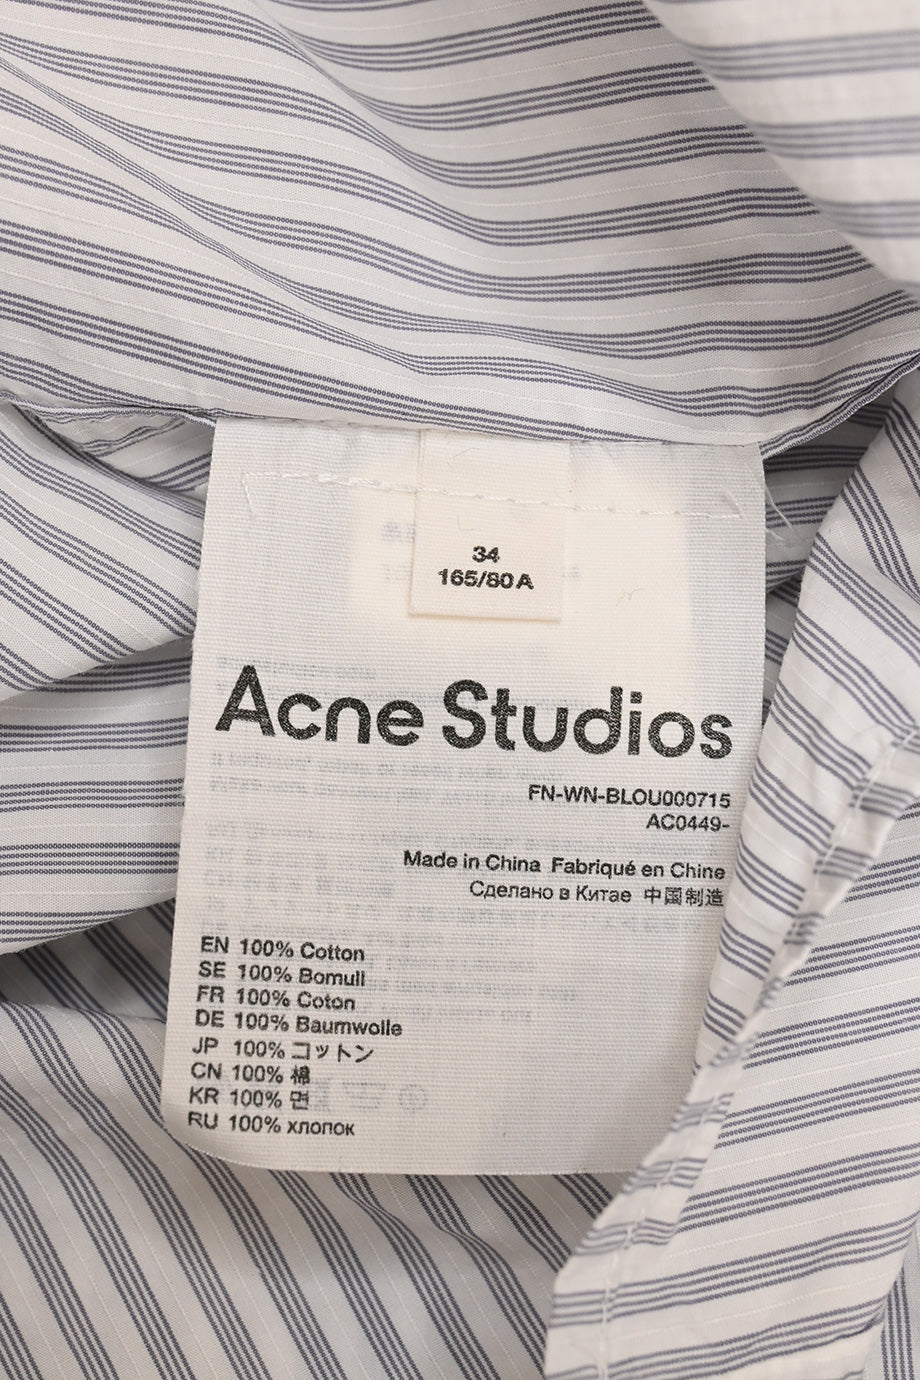 34
165/80A
Acne Studios
FN-WN-BLOU000715
AC0449-
Made in China Fabriqué en Chine
Сделано в Китае 中国制造
EN 100% Cotton
SE 100% Bomull
FR 100% Coton
DE 100% Baumwolle
JP 100% コットン
CN 100% 棉
KR 100% 면
RU 100% хлопок